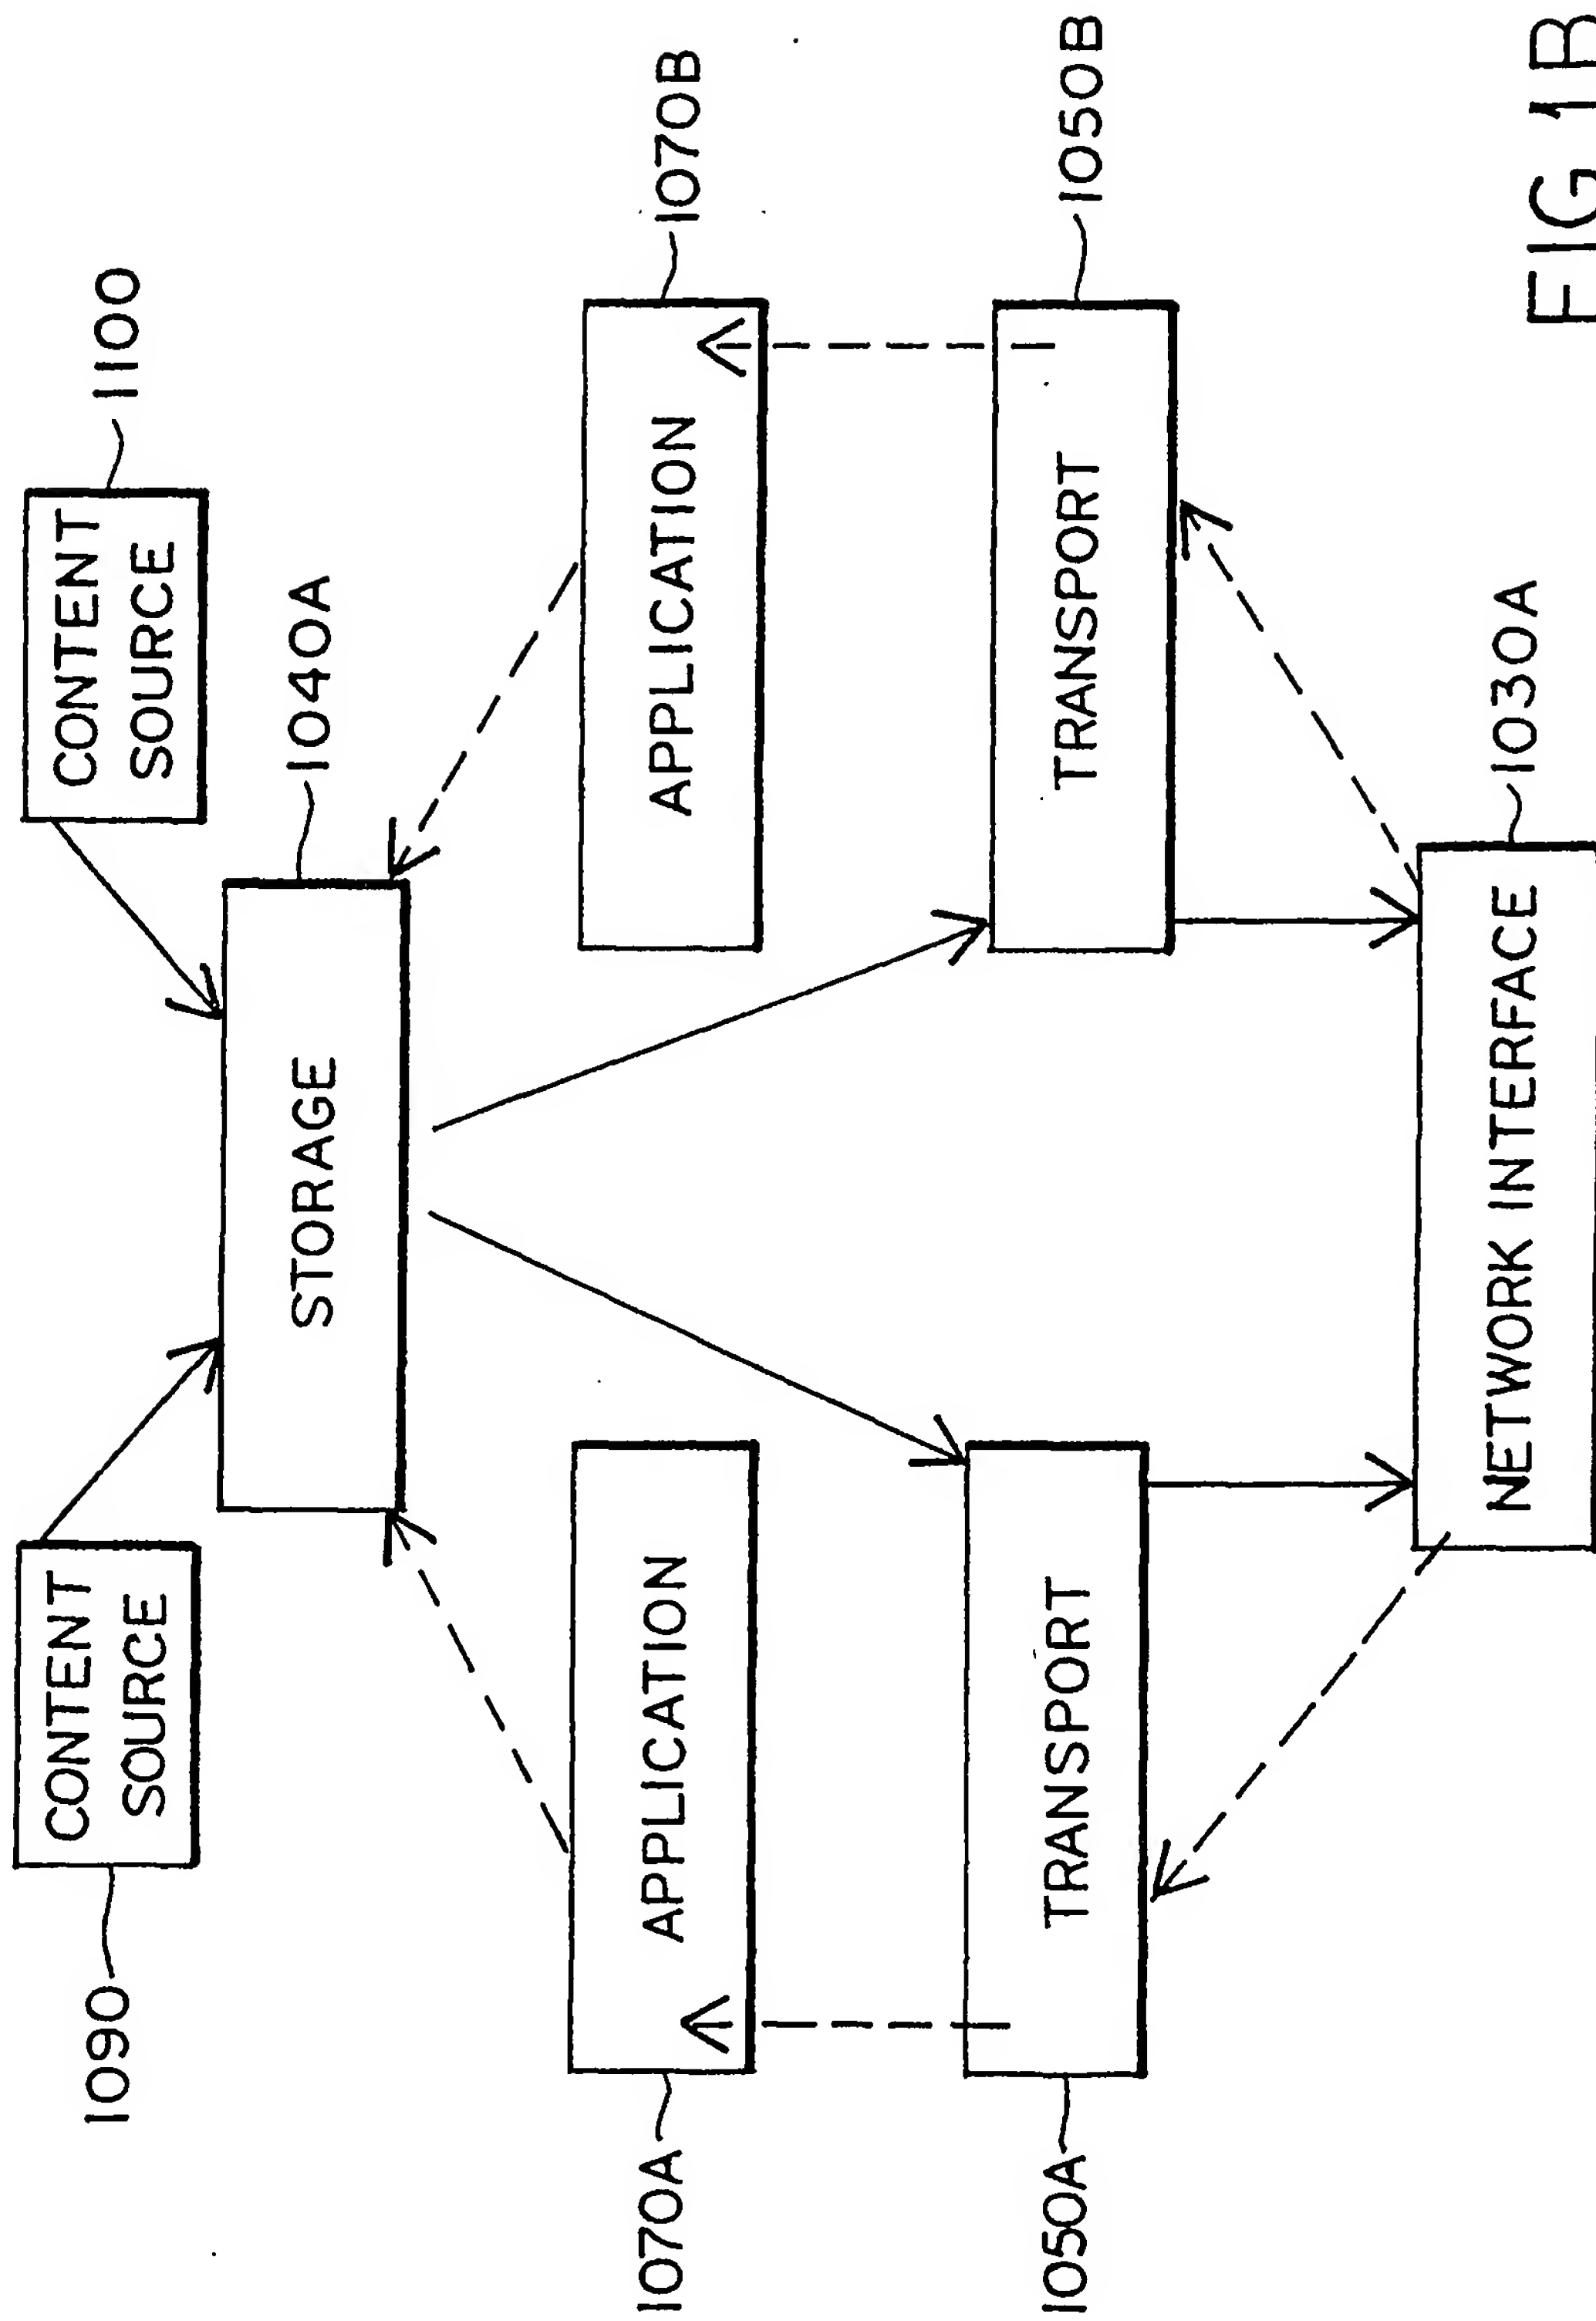 1090
CONTENT
SOURCE
CONTENT
SOURCE
1100
STORAGE
1040A
1070A
APPLICATION
APPLICATION
1070B
1050A
TRANSPORT
TRANSPORT
1050B
NETWORK INTERFACE
1030A
FIG. 1B